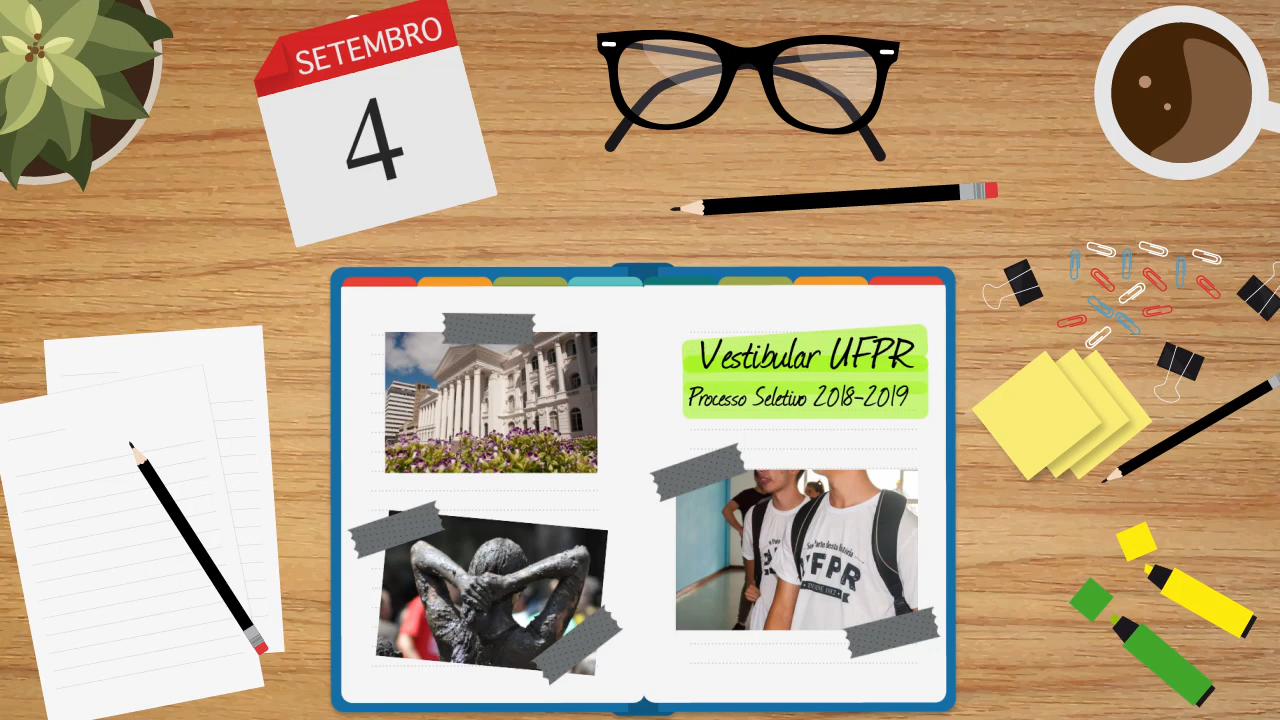 SETEMBRO
4
Vestibular UFPR
Processo Seletivo 2018-2019
UFPR